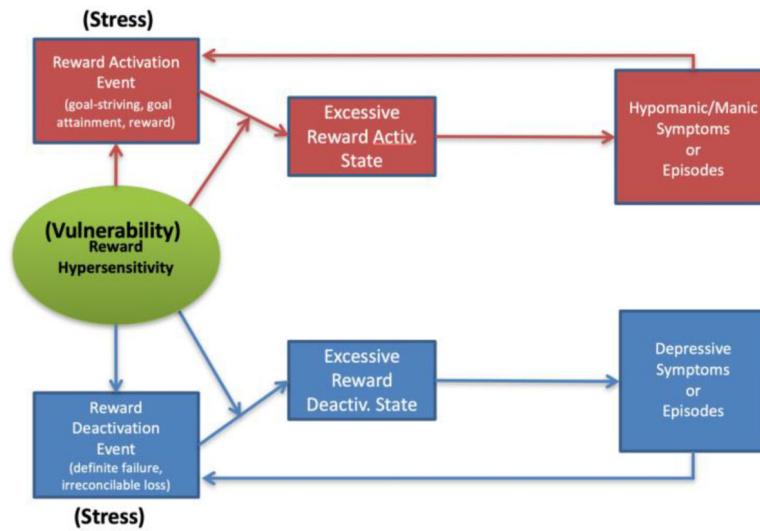 (Stress)
Reward Activation
Event
(goal-striving, goal
attainment, reward)
Excessive
Reward Activ.
State
Hypomanic/Manic
Symptoms
or
Episodes
(Vulnerability)
Reward
Hypersensitivity
Excessive
Reward
Deactiv. State
Depressive
Symptoms
or
Episodes
Reward
Deactivation
Event
(definite failure,
irreconcilable loss)
(Stress)